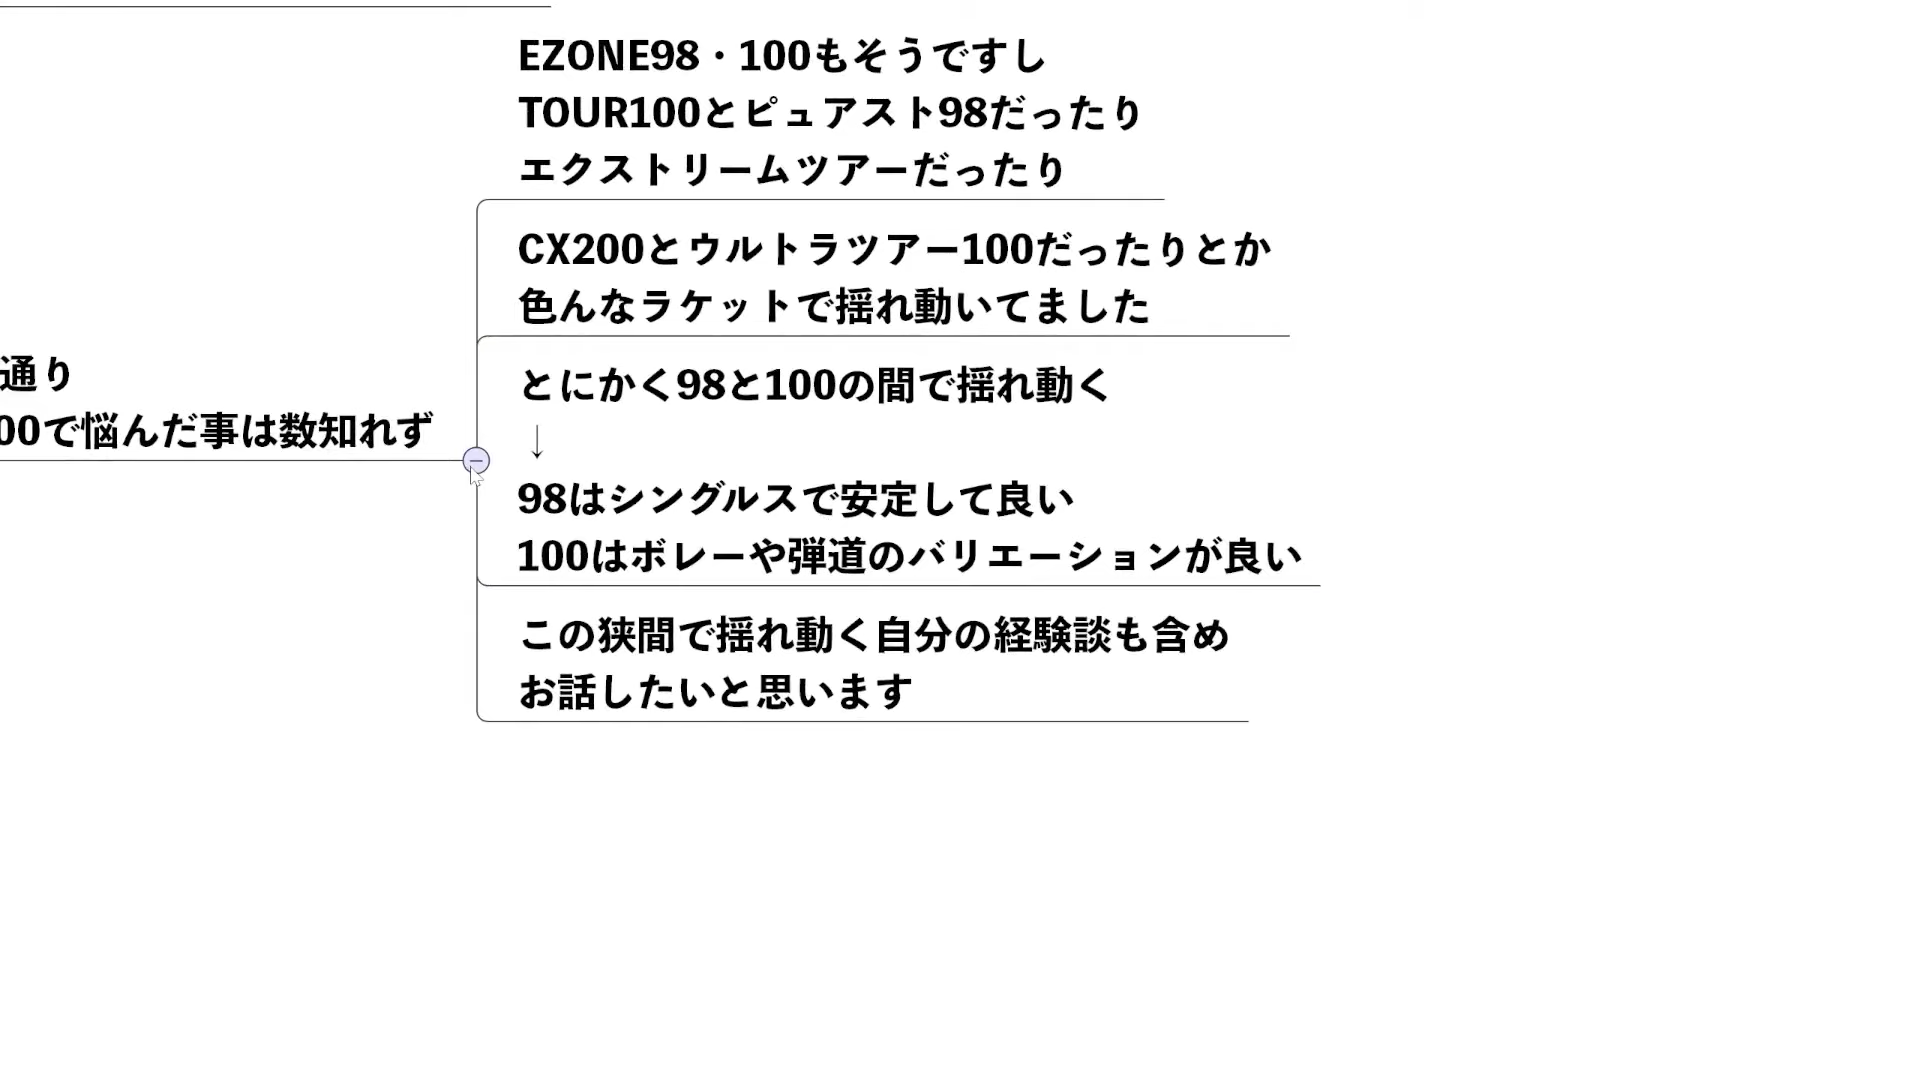 EZONE98・100もそうですし
TOUR100とピュアスト98だったり
エクストリームツアーだったり
CX200とウルトラツアー100だったりとか
色んなラケットで揺れ動いてました
通り
00で悩んだ事は数知れず
とにかく98と100の間で揺れ動く
↓
98はシングルスで安定して良い
100はボレーや弾道のバリエーションが良い
この狭間で揺れ動く自分の経験談も含め
お話したいと思います